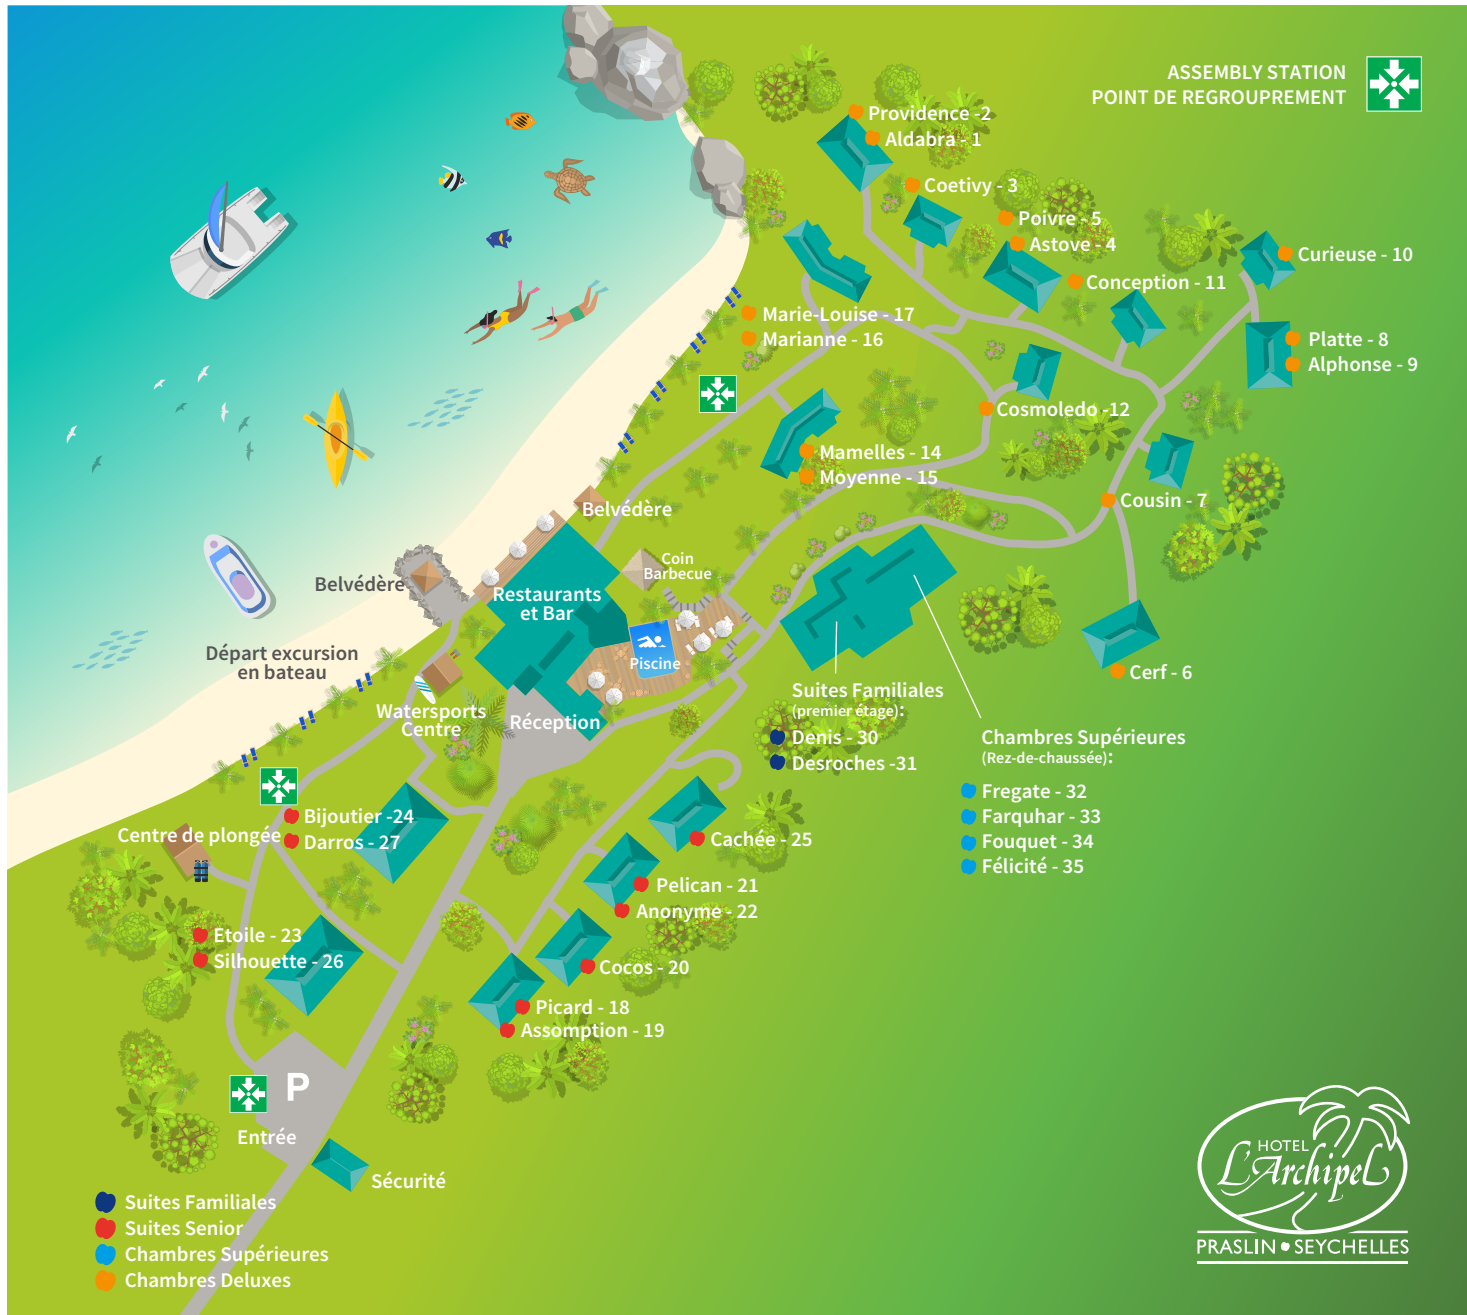 ASSEMBLY STATION
POINT DE REGROUPREMENT
Providence -2
Aldabra - 1
Coetivy - 3
Poivre - 5
Astove - 4
Curieuse - 10
Conception - 11
Marie-Louise - 17
Marianne - 16
Platte - 8
Alphonse - 9
Cosmoledo -12
Mamelles - 14
Moyenne - 15
Cousin - 7
Belvédère
Coin
Barbecue
Belvédère
Restaurants
et Bar
Piscine
Départ excursion
en bateau
Cerf - 6
Watersports
Centre
Réception
Suites Familiales
(premier étage):
Denis - 30
Desroches -31
Chambres Supérieures
(Rez-de-chaussée):
Fregate - 32
Farquhar - 33
Fouquet - 34
Félicité - 35
Bijoutier -24
Darros - 27
Centre de plongée
Cachée - 25
Pelican - 21
Anonyme - 22
Etoile - 23
Silhouette - 26
Cocos - 20
Picard - 18
Assomption - 19
P
Entrée
Sécurité
Suites Familiales
Suites Senior
Chambres Supérieures
Chambres Deluxes
HOTEL
L'Archipel
PRASLIN • SEYCHELLES